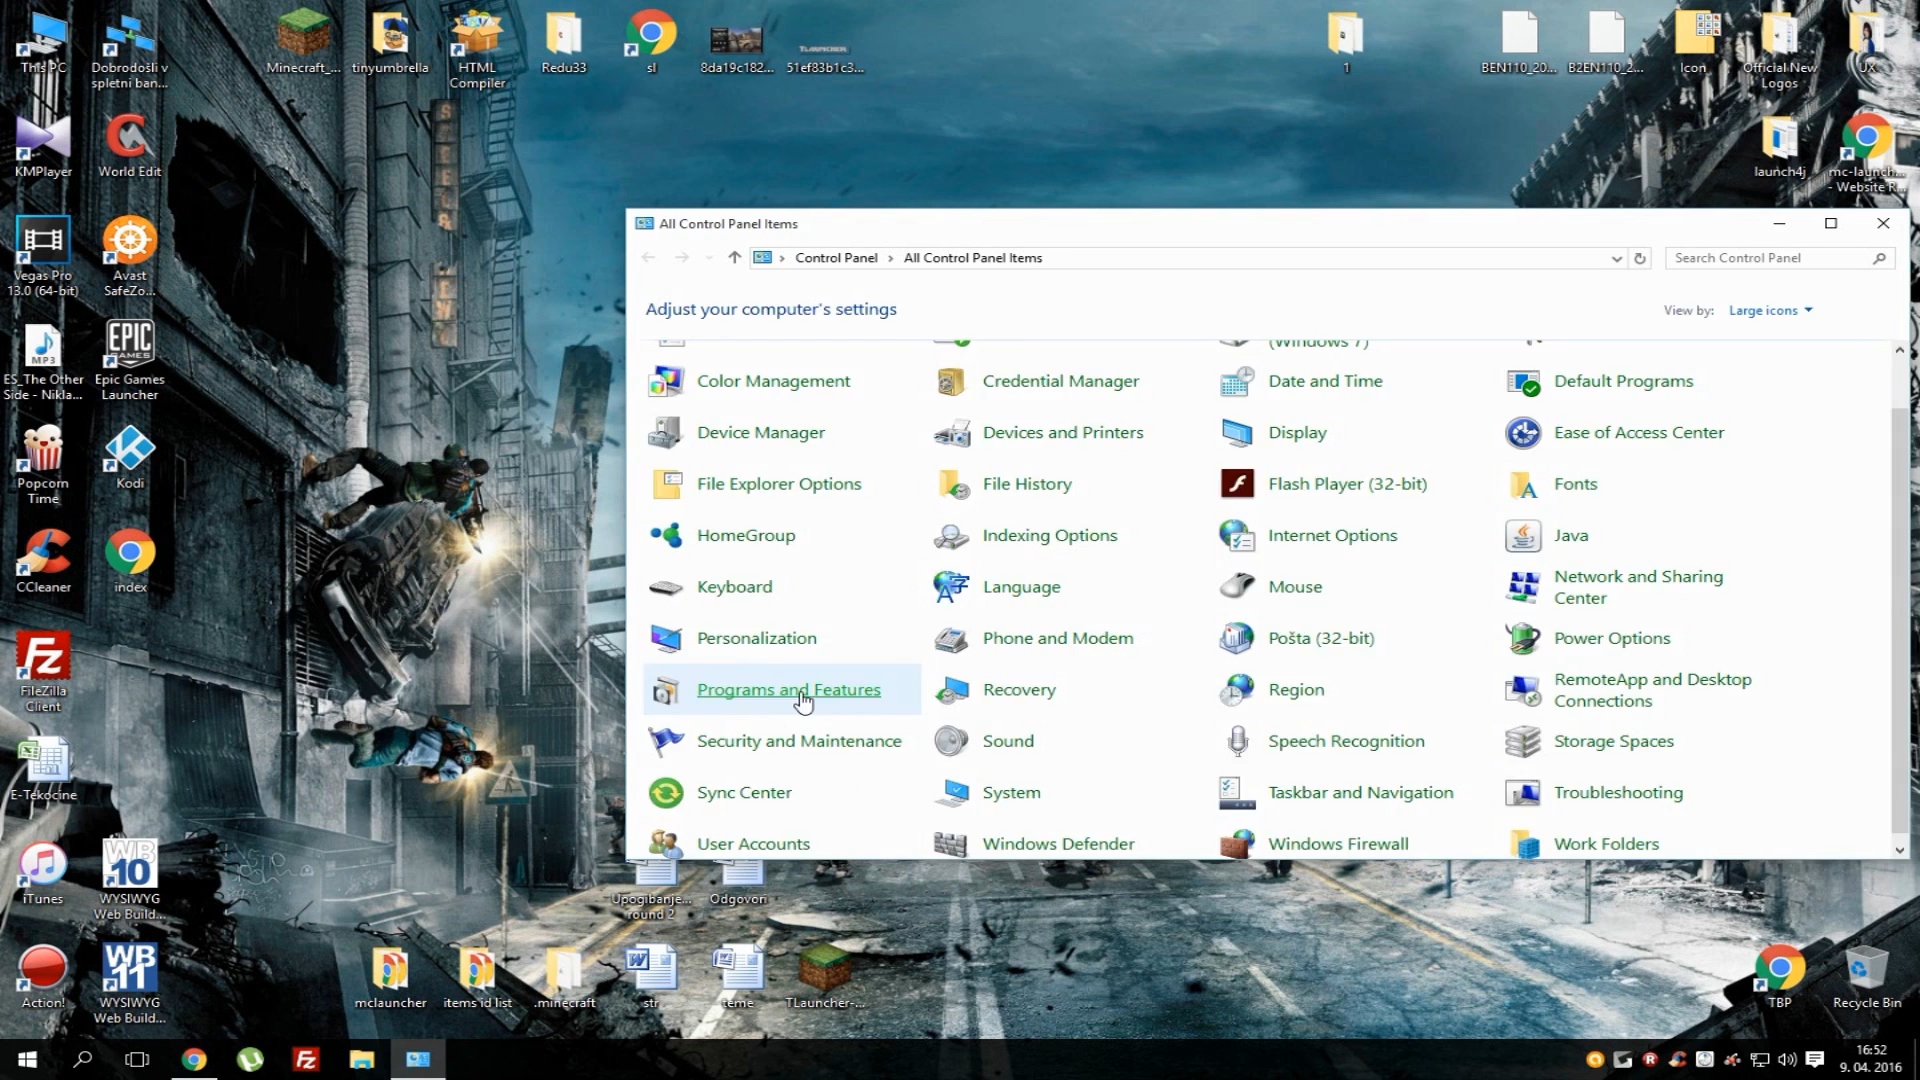 This PC
Dobrodošli v
spletni ban...
Minecraft_...
tinyumbrella
HTML
Compiler
Redu33
sl
8da19c182...
TLAUNCHER
51ef83b1c3...
1
BEN110_20...
B2EN110_2...
Icon
Official New
Logos
UX
KMPlayer
World Edit
launch4j
mc-launch...
- Website R...
Vegas Pro
13.0 (64-bit)
Avast
SafeZo...
MP3
ES_The Other
Side - Nikla...
EPIC
GAMES
Epic Games
Launcher
Popcorn
Time
Kodi
CCleaner
index
FileZilla
Client
E-Tekocine
iTunes
WB
10
WYSIWYG
Web Build...
Action!
WB
11
WYSIWYG
Web Build...
All Control Panel Items
Control Panel › All Control Panel Items
Search Control Panel
Adjust your computer's settings
View by: Large icons
(Windows 7)
Color Management
Credential Manager
Date and Time
Default Programs
Device Manager
Devices and Printers
Display
Ease of Access Center
File Explorer Options
File History
Flash Player (32-bit)
Fonts
HomeGroup
Indexing Options
Internet Options
Java
Keyboard
Language
Mouse
Network and Sharing
Center
Personalization
Phone and Modem
Pošta (32-bit)
Power Options
Programs and Features
Recovery
Region
RemoteApp and Desktop
Connections
Security and Maintenance
Sound
Speech Recognition
Storage Spaces
Sync Center
System
Taskbar and Navigation
Troubleshooting
User Accounts
Windows Defender
Windows Firewall
Work Folders
Upogibanje...
round 2
Odgovori
mclauncher
items id list
.minecraft
str
teme
TLauncher-...
TBP
Recycle Bin
16:52
9. 04. 2016